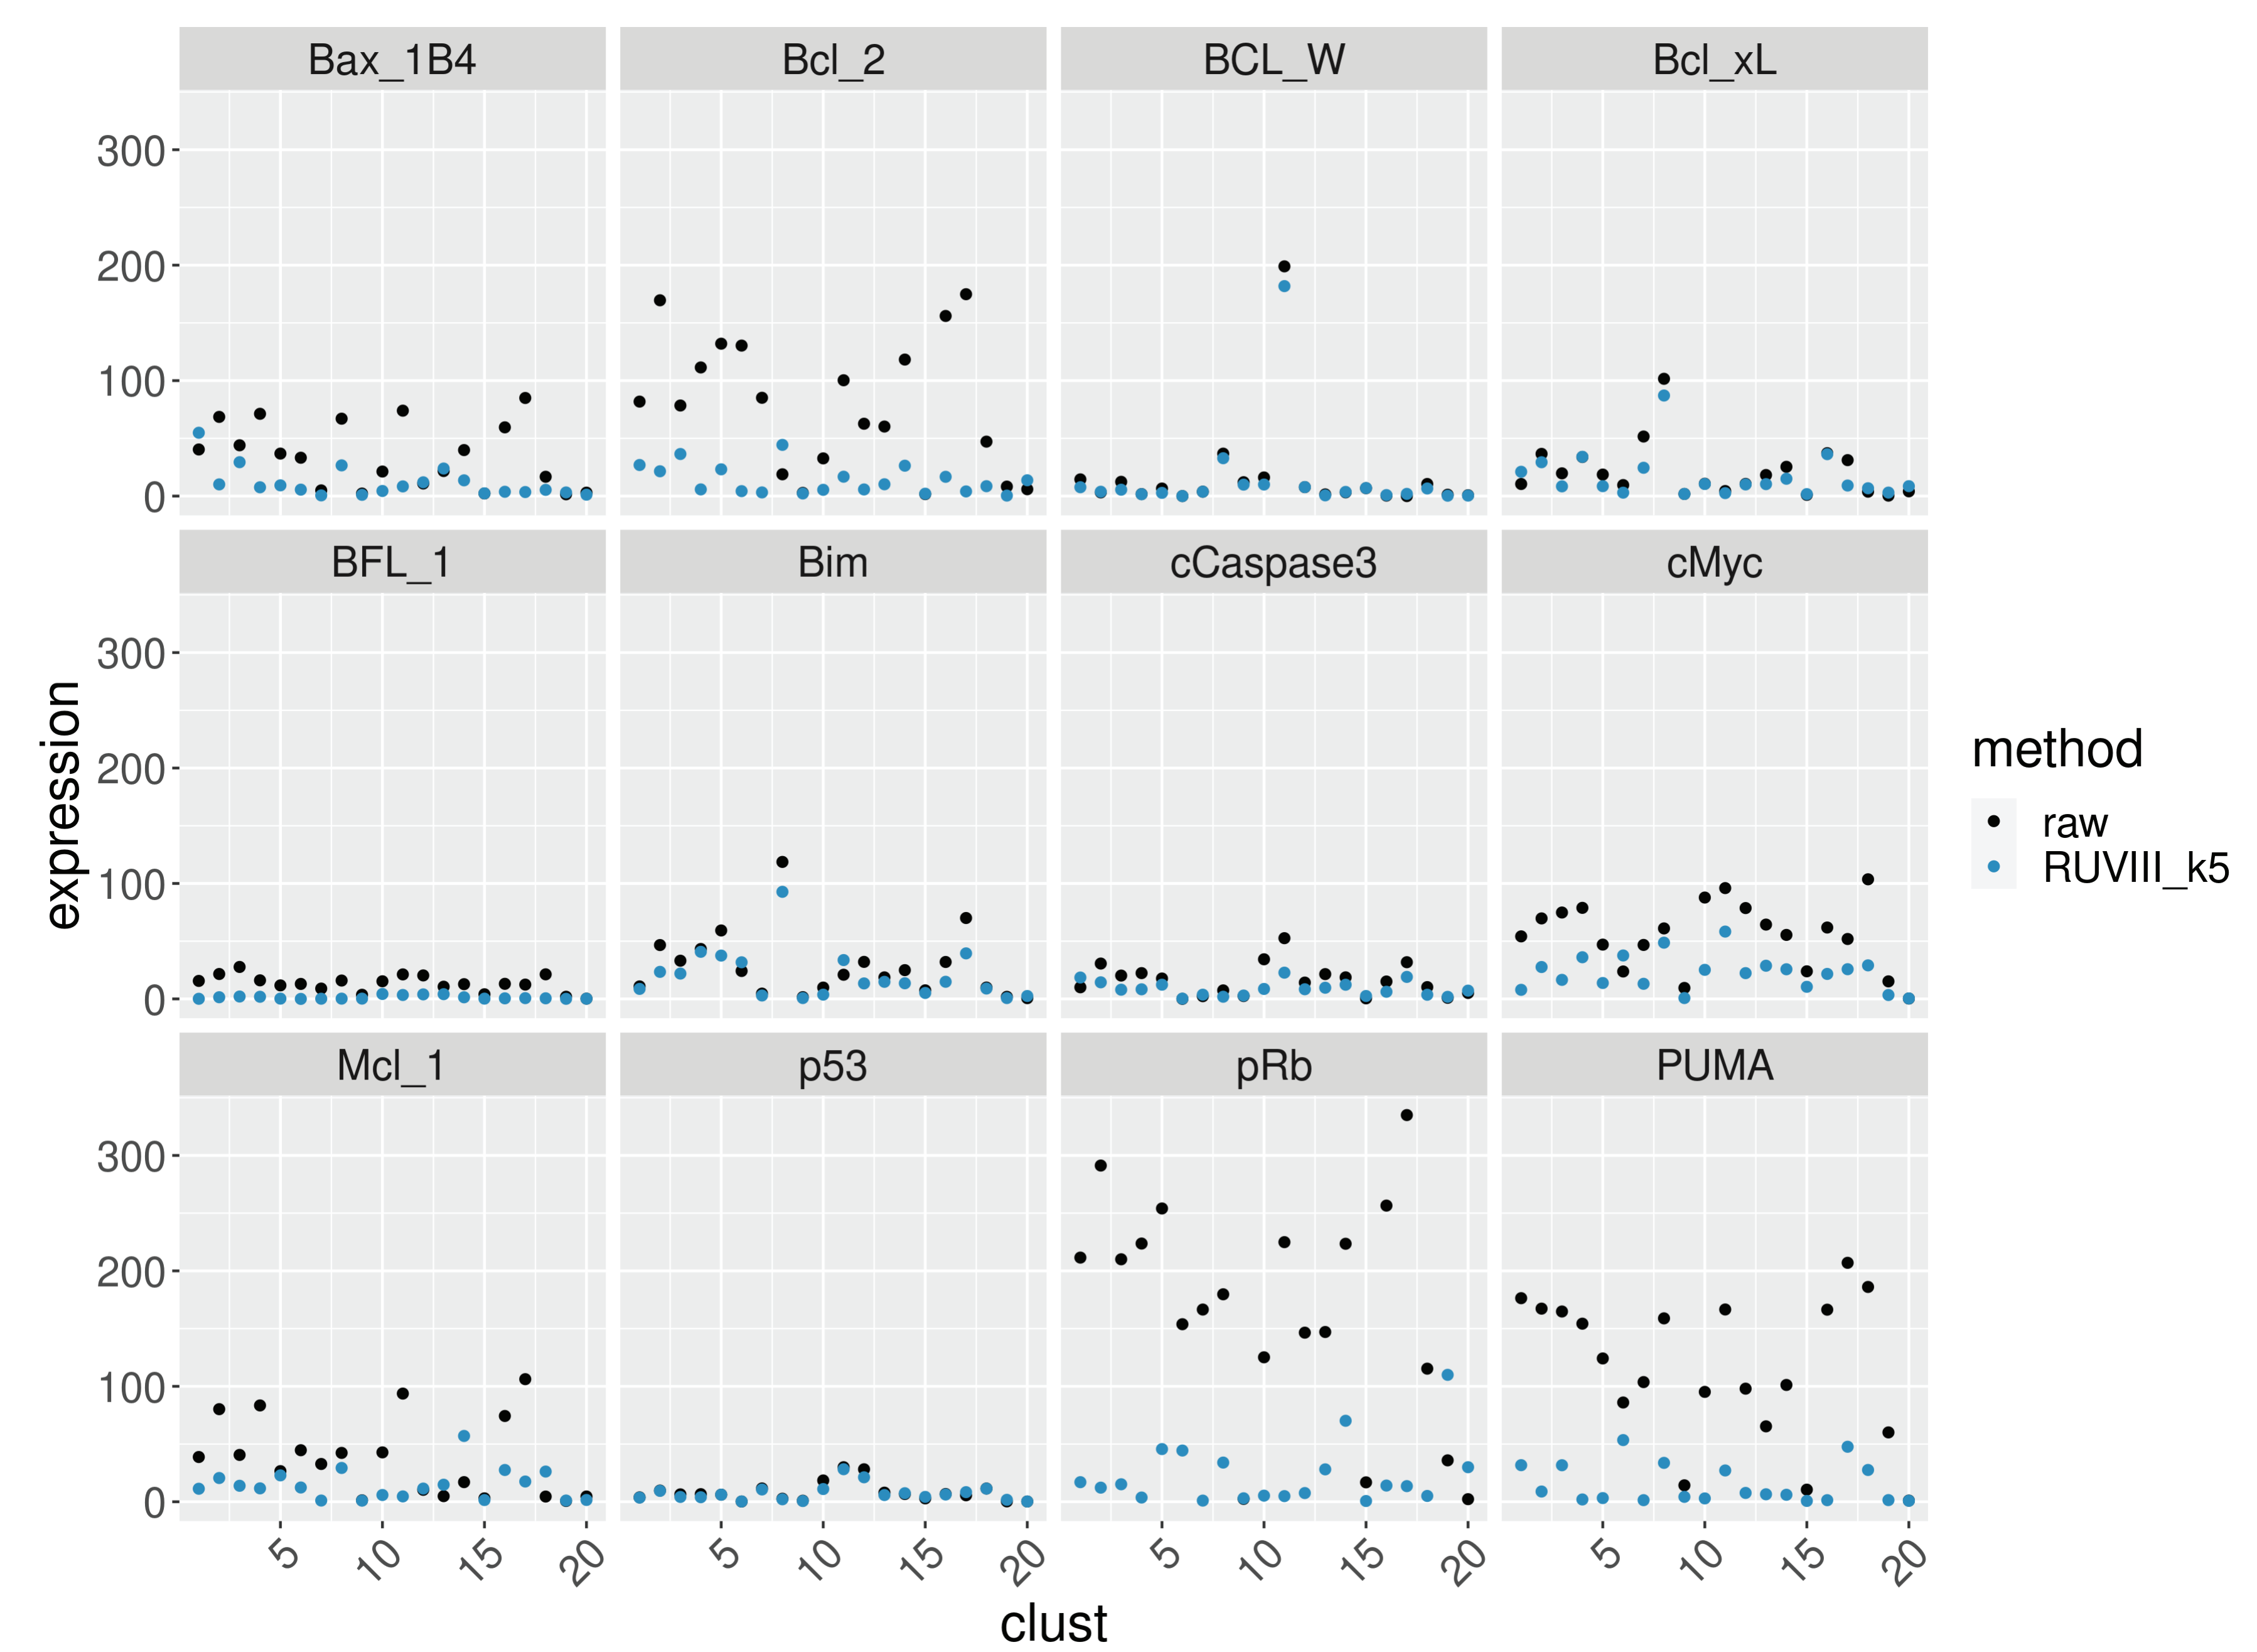 Bax_1B4 Bcl_2 BCL_W Bcl_xL
300
200
100
0
BFL_1 Bim cCaspase3 cMyc
300
200
100
0
Mcl_1 p53 pRb PUMA
300
200
100
0
5 10 15 20 5 10 15 20 5 10 15 20 5 10 15 20
clust
expression
method
raw
RUVIII_k5